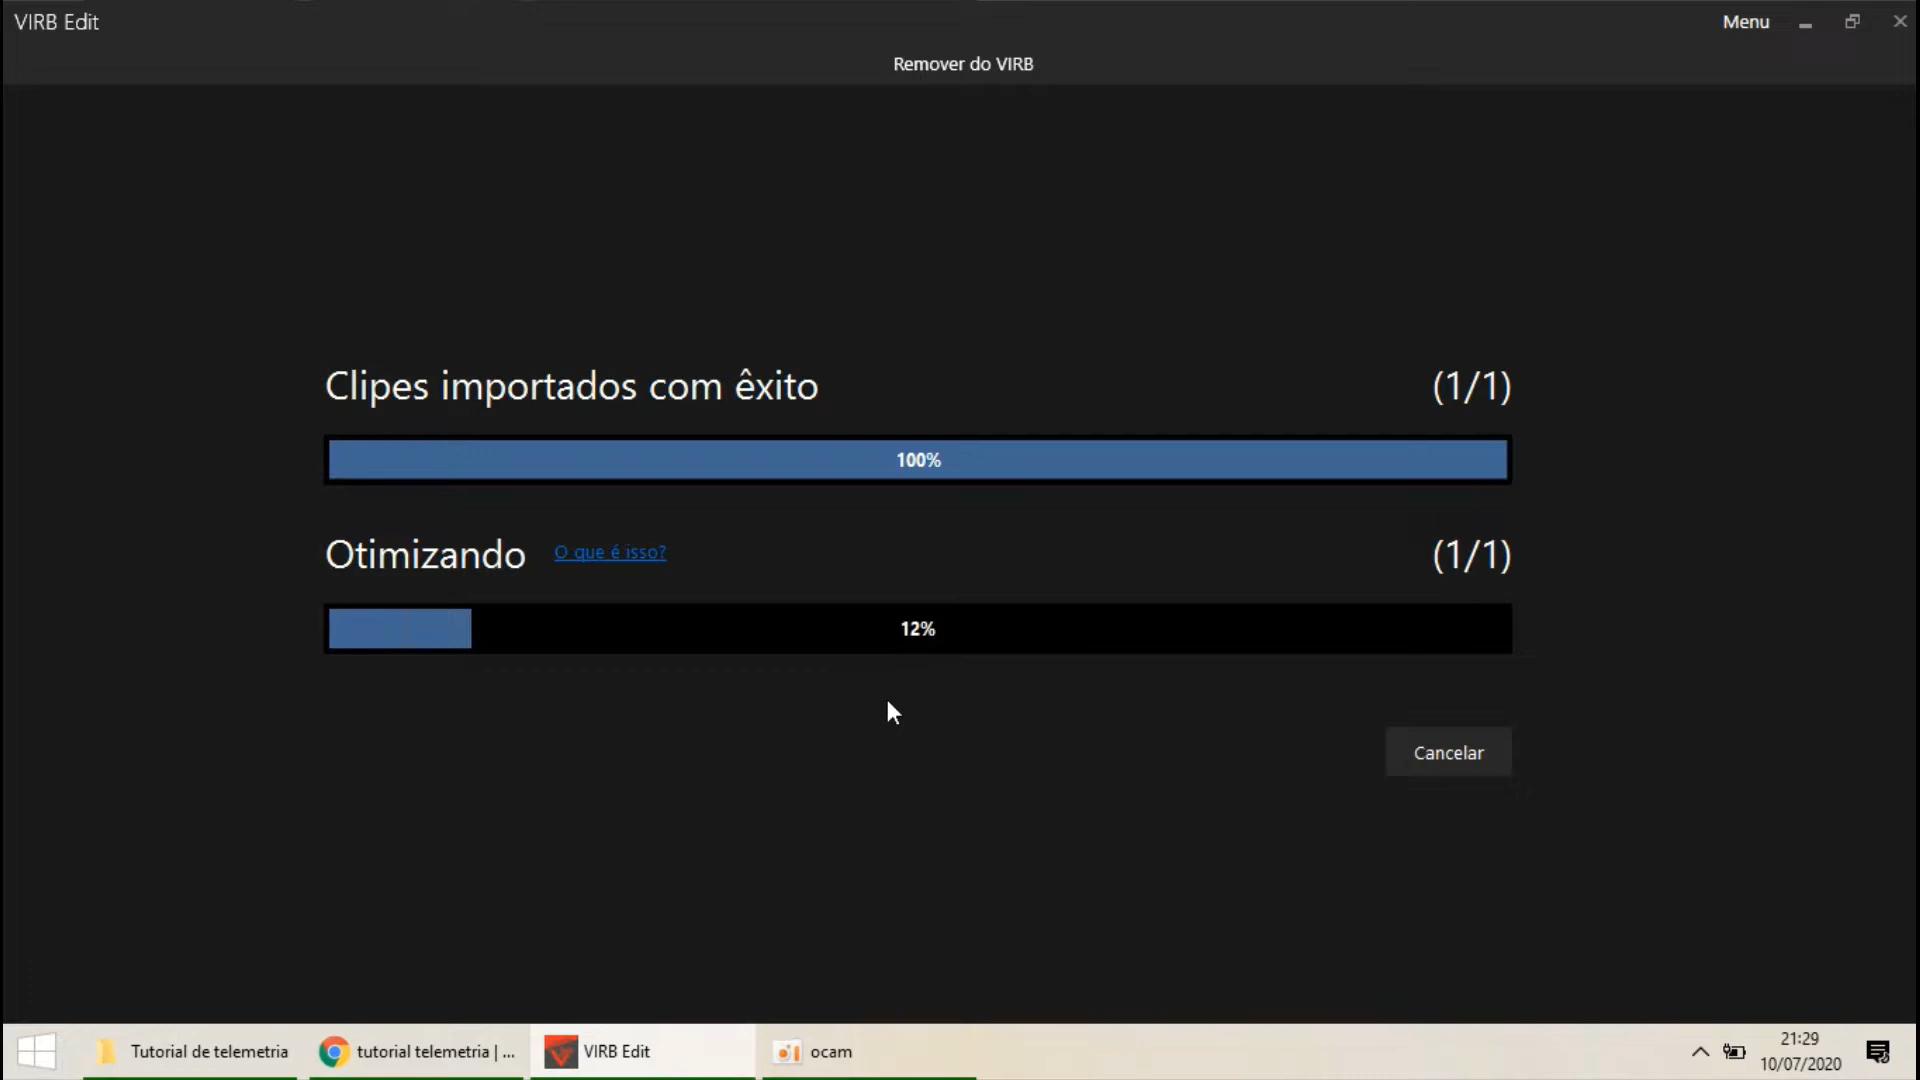 VIRB Edit
Menu
Remover do VIRB
Clipes importados com êxito
(1/1)
100%
Otimizando
O que é isso?
(1/1)
12%
Cancelar
Tutorial de telemetria
tutorial telemetria | ...
VIRB Edit
ocam
21:29
10/07/2020